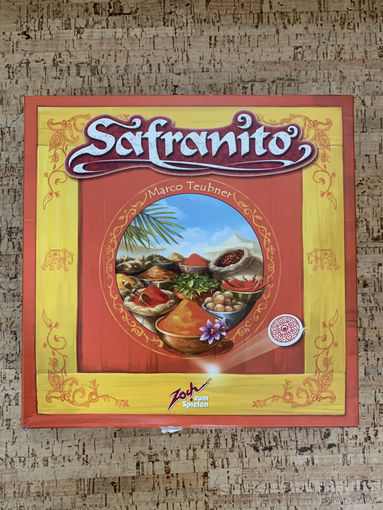 Safranito
Marco Teubner
Zoch
zum
Spielen